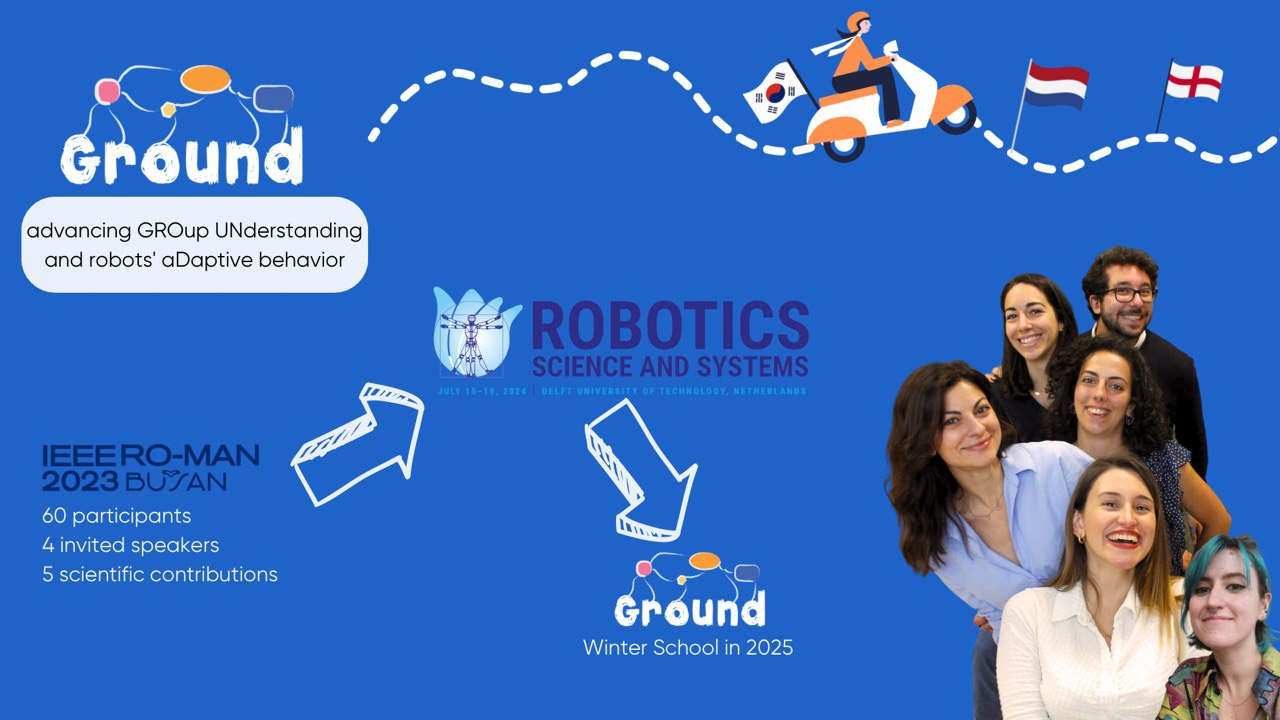 Ground
advancing GROup UNderstanding
and robots' aDaptive behavior
ROBOTICS
SCIENCE AND SYSTEMS
JULY 15-19, 2024 | DELFT UNIVERSITY OF TECHNOLOGY, NETHERLANDS
IEEE RO-MAN
2023 BUSAN
60 participants
4 invited speakers
5 scientific contributions
Ground
Winter School in 2025